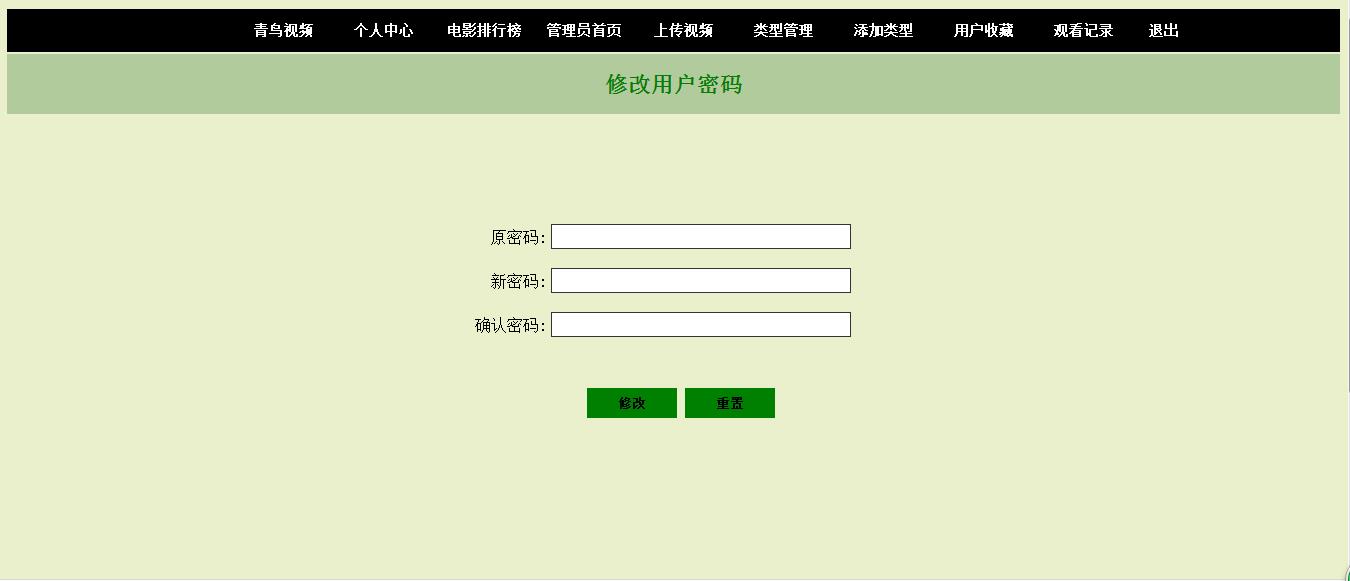 青鸟视频 个人中心 电影排行榜 管理员首页 上传视频 类型管理 添加类型 用户收藏 观看记录 退出
修改用户密码
原密码:
新密码:
确认密码:
修改 重置